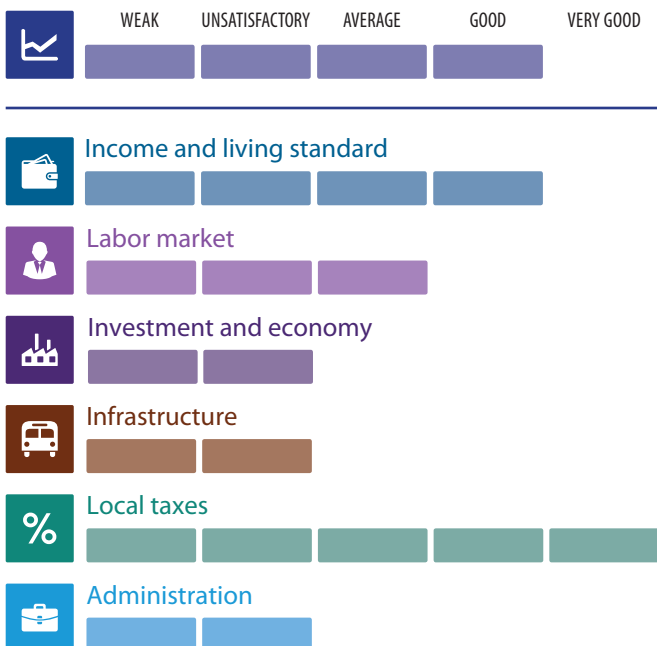 WEAK UNSATISFACTORY AVERAGE GOOD VERY GOOD
Income and living standard
Labor market
Investment and economy
Infrastructure
%
Local taxes
Administration